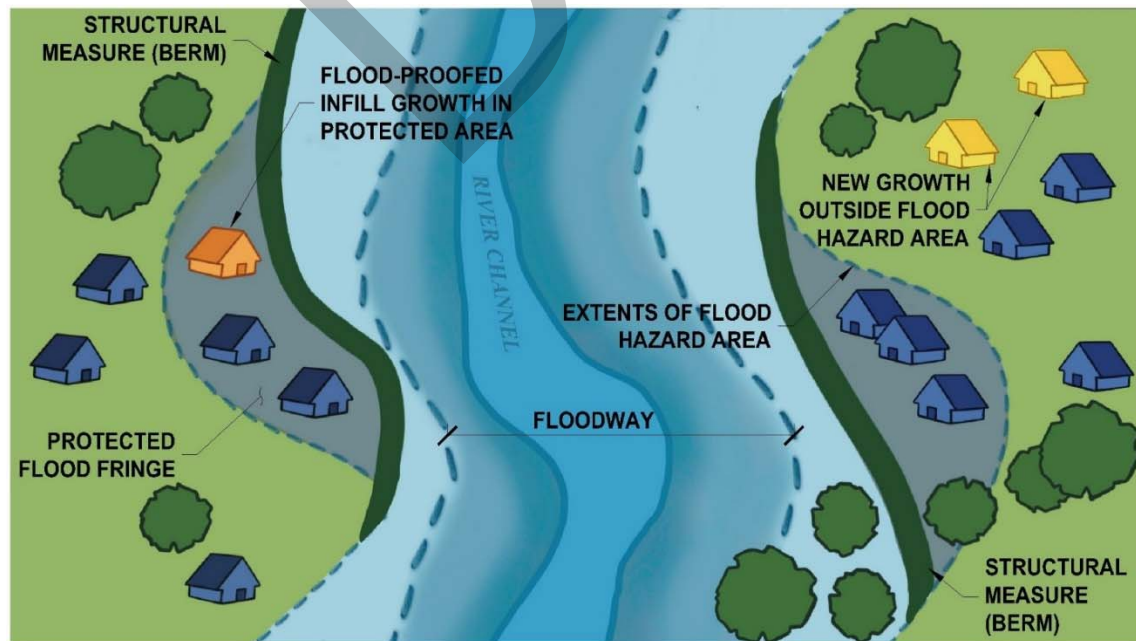 STRUCTURAL
MEASURE (BERM)
FLOOD-PROOFED
INFILL GROWTH IN
PROTECTED AREA
RIVER CHANNEL
NEW GROWTH
OUTSIDE FLOOD
HAZARD AREA
EXTENTS OF FLOOD
HAZARD AREA
FLOODWAY
PROTECTED
FLOOD FRINGE
STRUCTURAL
MEASURE
(BERM)